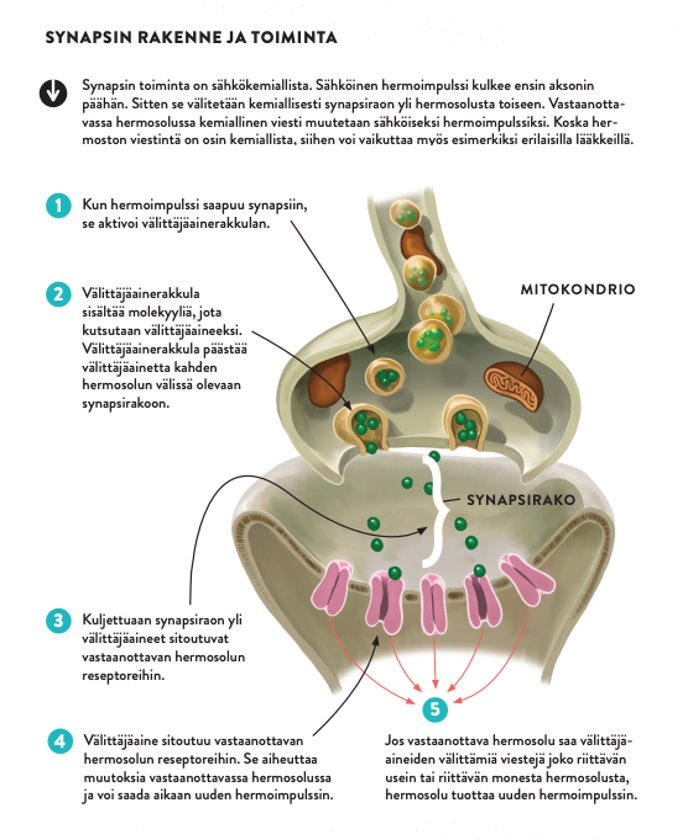 SYNAPSIN RAKENNE JA TOIMINTA
Synapsin toiminta on sähkökemiallista. Sähköinen hermoimpulssi kulkee ensin aksonin
päähän. Sitten se välitetään kemiallisesti synapsiraon yli hermosolusta toiseen. Vastaanotta-
vassa hermosolussa kemiallinen viesti muutetaan sähköiseksi hermoimpulssiksi. Koska her-
moston viestintä on osin kemiallista, siihen voi vaikuttaa myös esimerkiksi erilaisilla lääkkeillä.
1 Kun hermoimpulssi saapuu synapsiin,
se aktivoi välittäjäainerakkulan.
2 Välittäjäainerakkula
sisältää molekyyliä, jota
kutsutaan välittäjäaineeksi.
Välittäjäainerakkula päästää
välittäjäainetta kahden
hermosolun välissä olevaan
synapsirakoon.
MITOKONDRIO
SYNAPSIRAKO
3 Kuljettuaan synapsiraon yli
välittäjäaineet sitoutuvat
vastaanottavan hermosolun
reseptoreihin.
4 Välittäjäaine sitoutuu vastaanottavan
hermosolun reseptoreihin. Se aiheuttaa
muutoksia vastaanottavassa hermosolussa
ja voi saada aikaan uuden hermoimpulssin.
5
Jos vastaanottava hermosolu saa välittäjä-
aineiden välittämiä viestejä joko riittävän
usein tai riittävän monesta hermosolusta,
hermosolu tuottaa uuden hermoimpulssin.